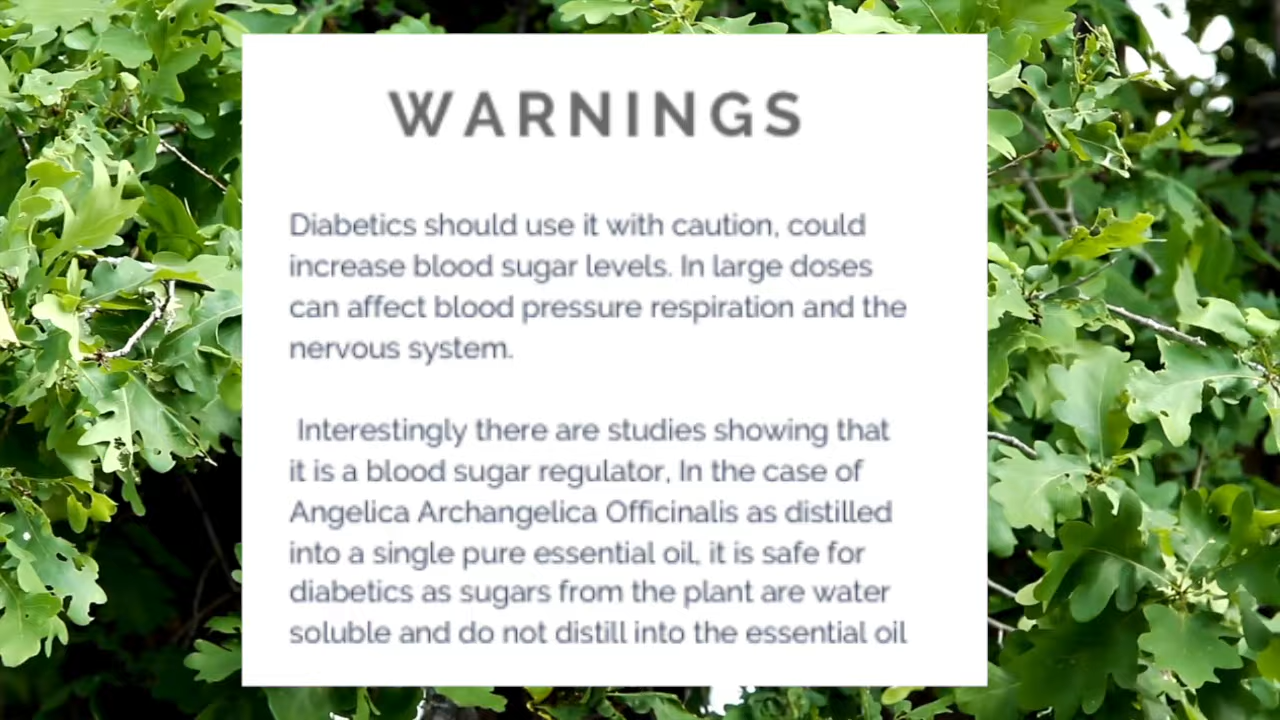 WARNINGS
Diabetics should use it with caution, could
increase blood sugar levels. In large doses
can affect blood pressure respiration and the
nervous system.
Interestingly there are studies showing that
it is a blood sugar regulator, In the case of
Angelica Archangelica Officinalis as distilled
into a single pure essential oil, it is safe for
diabetics as sugars from the plant are water
soluble and do not distill into the essential oil